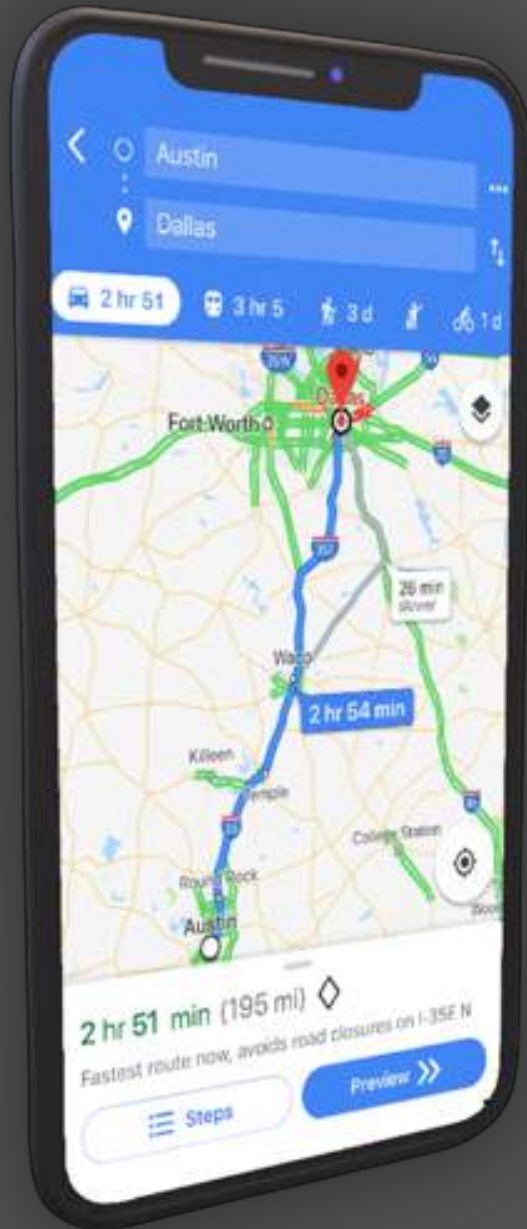 Austin
Dallas
2 hr 51
3 hr 5
3 d
1 d
35W
Dallas
Fort Worth
26 min
slower
Waco
2 hr 54 min
Killeen
Temple
35
College Station
Round Rock
Austin
2 hr 51 min (195 mi)
Fastest route now, avoids road closures on I-35E N
Steps
Preview